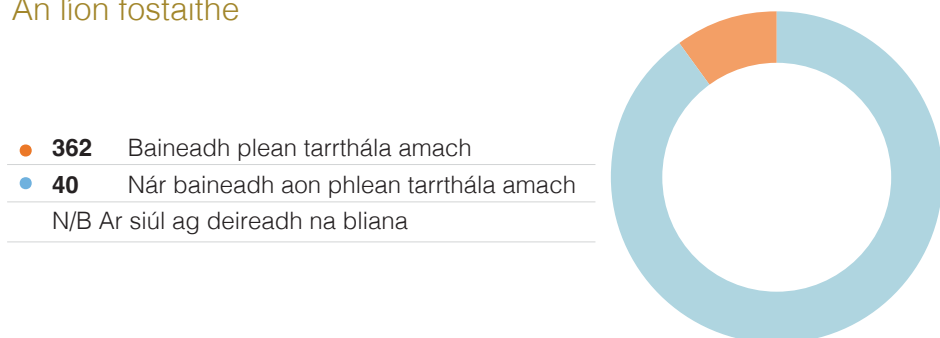 An líon fostaithe
362 Baineadh plean tarrthála amach
40 Nár baineadh aon phlean tarrthála amach
N/B Ar siúl ag deireadh na bliana